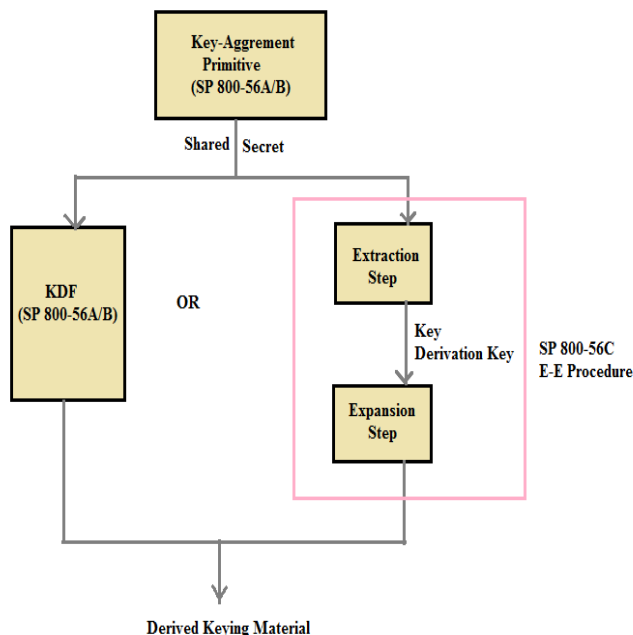 Key-Aggrement
Primitive
(SP 800-56A/B)
Shared Secret
KDF
(SP 800-56A/B)
OR
Extraction
Step
Key
Derivation Key
SP 800-56C
E-E Procedure
Expansion
Step
Derived Keying Material